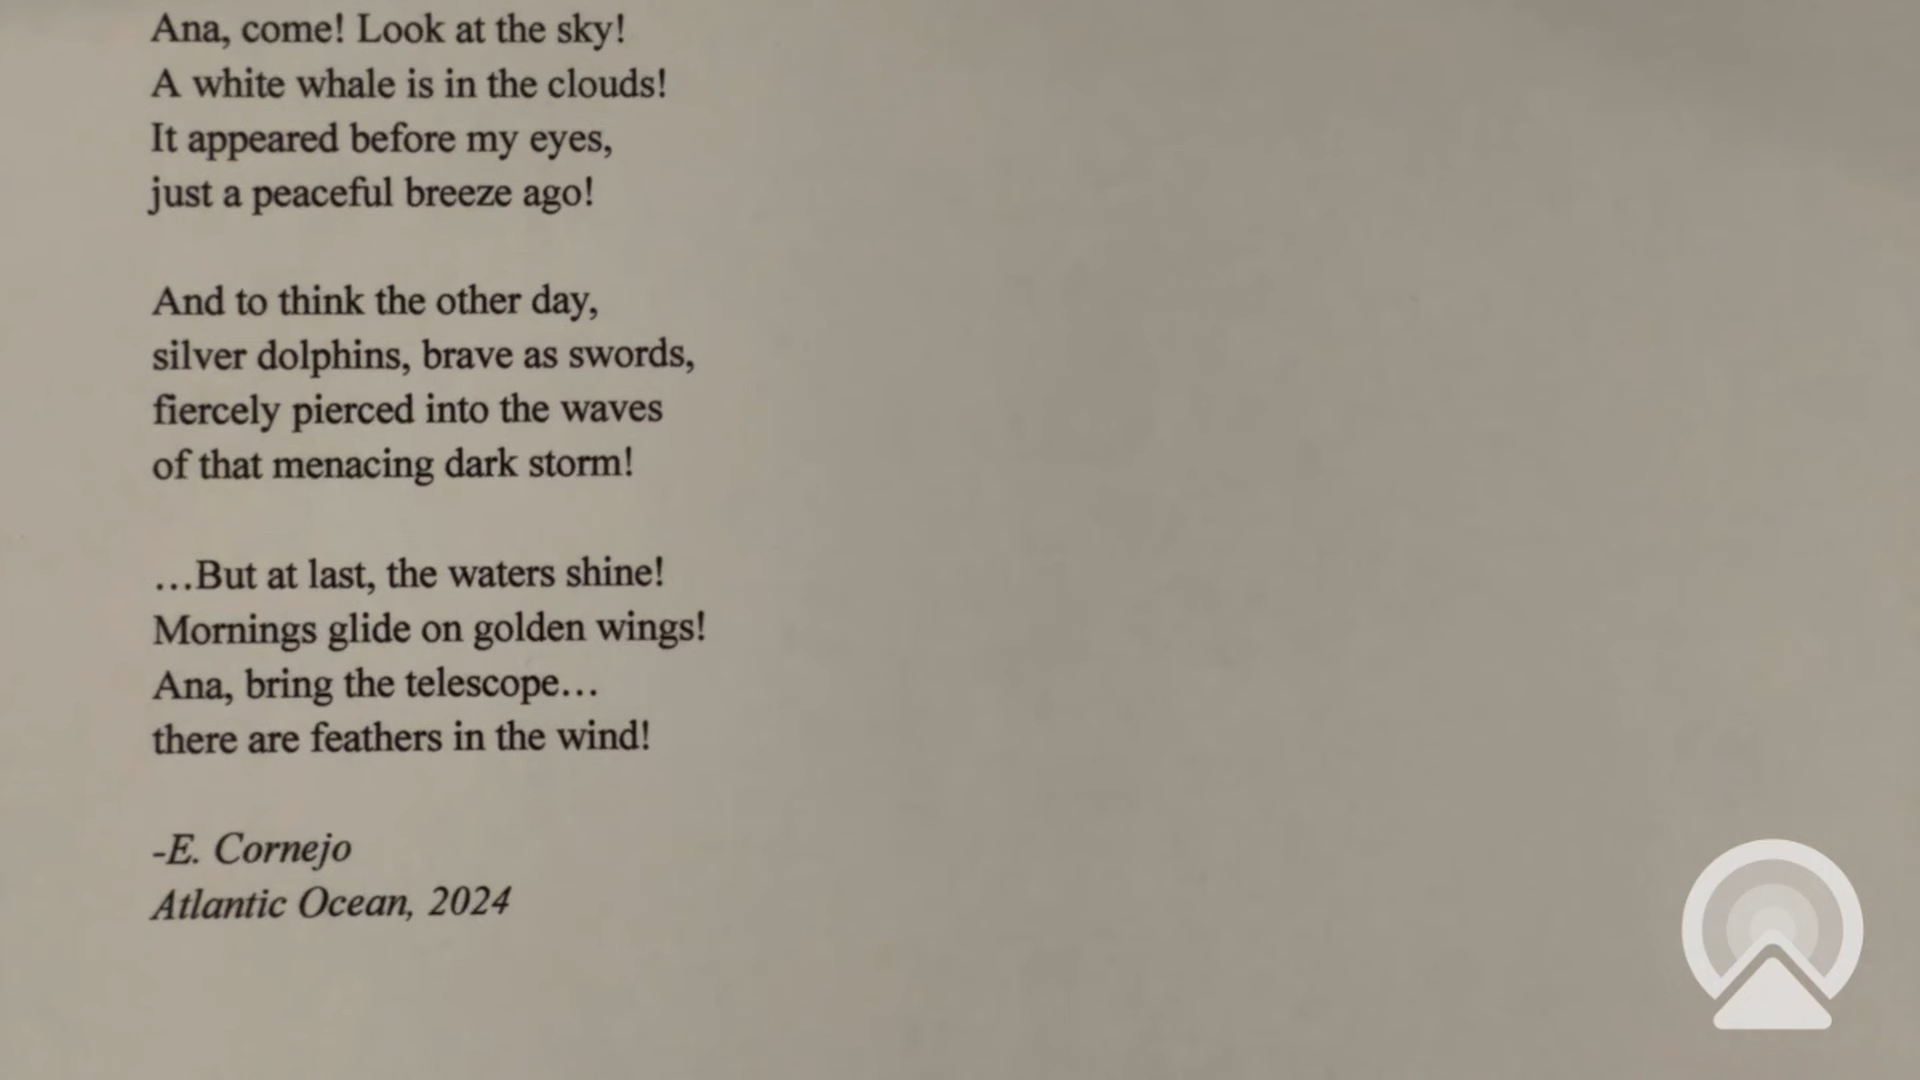 Ana, come! Look at the sky!
A white whale is in the clouds!
It appeared before my eyes,
just a peaceful breeze ago!
And to think the other day,
silver dolphins, brave as swords,
fiercely pierced into the waves
of that menacing dark storm!
…But at last, the waters shine!
Mornings glide on golden wings!
Ana, bring the telescope…
there are feathers in the wind!
-E. Cornejo
Atlantic Ocean, 2024